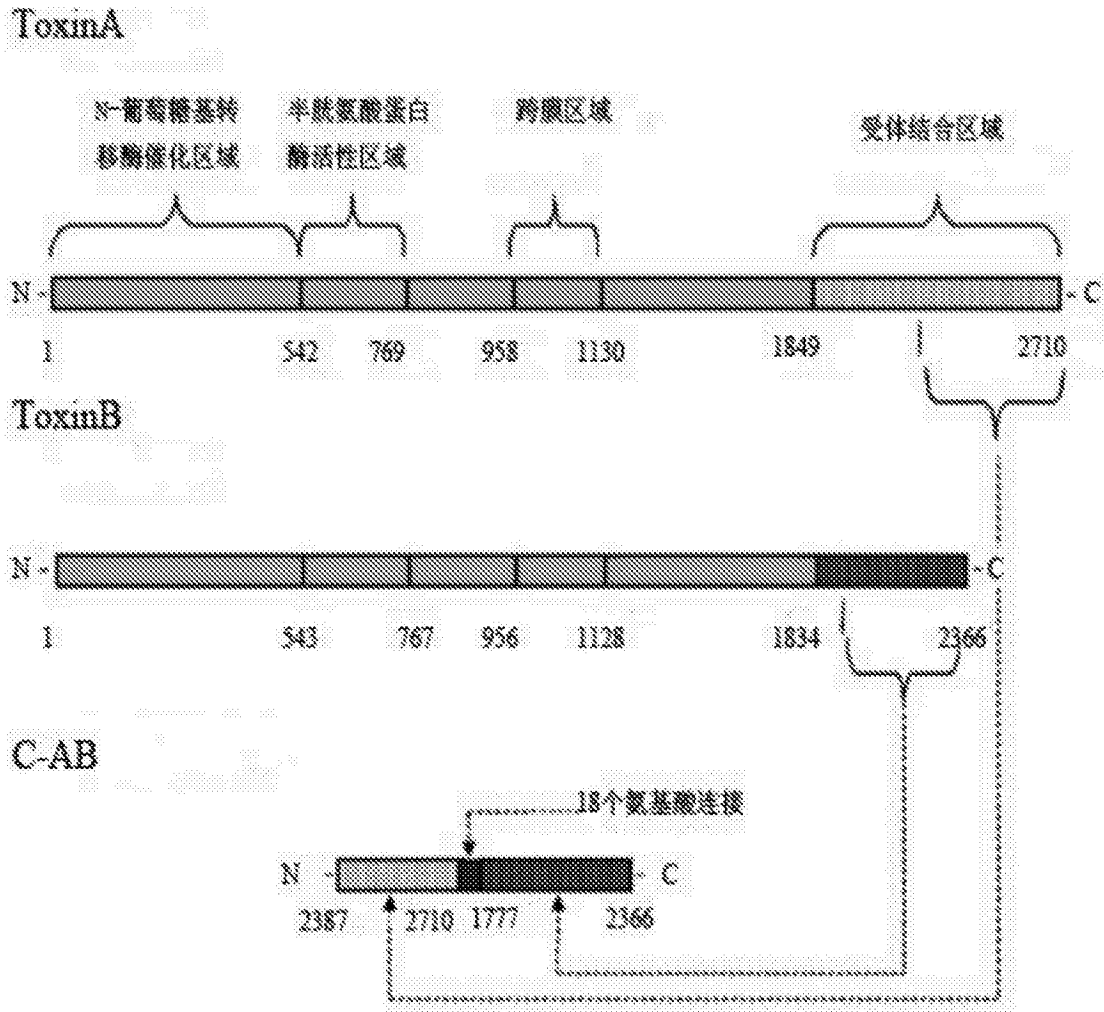 ToxinA
N-葡萄糖基转
移酶催化区域
半胱氨酸蛋白
酶活性区域
跨膜区域
受体结合区域
N - - C
1 542 769 958 1130 1849 2710
ToxinB
N - - C
1 543 767 956 1128 1834 2366
C-AB
18个氨基酸连接
N - - C
2387 2710 1777 2366